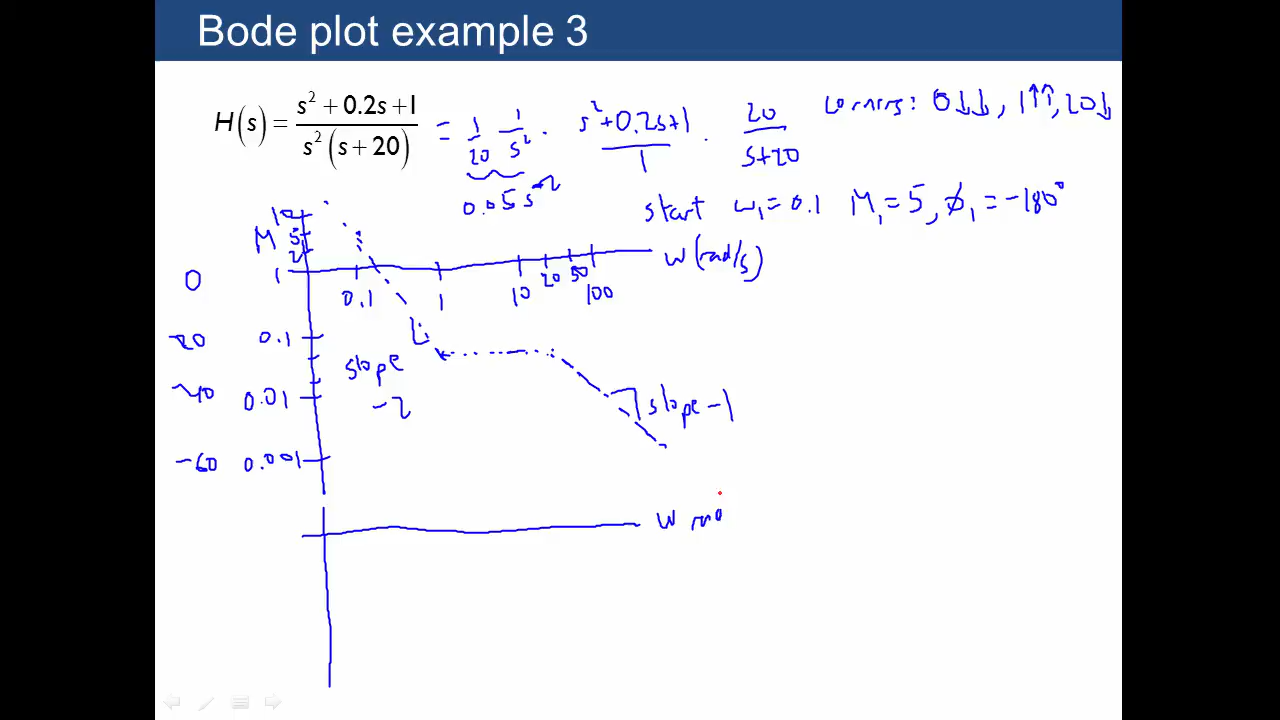 Bode plot example 3
H(s) = (s² + 0.2s + 1) / (s²(s + 20)) = 1/20 1/s² · (s² + 0.2s + 1)/1 · 20/(s+20)
corners: 0↓↓, 1↑↑, 20↓
0.05 s⁻²
start ω₁ = 0.1 M₁ = 5, ϕ₁ = -180°
10
M 5
2
0 1
ω (rad/s)
0.1 1 10 20 50 100
-20 0.1
slope
-2
-40 0.01
slope -1
-60 0.001
ω rad